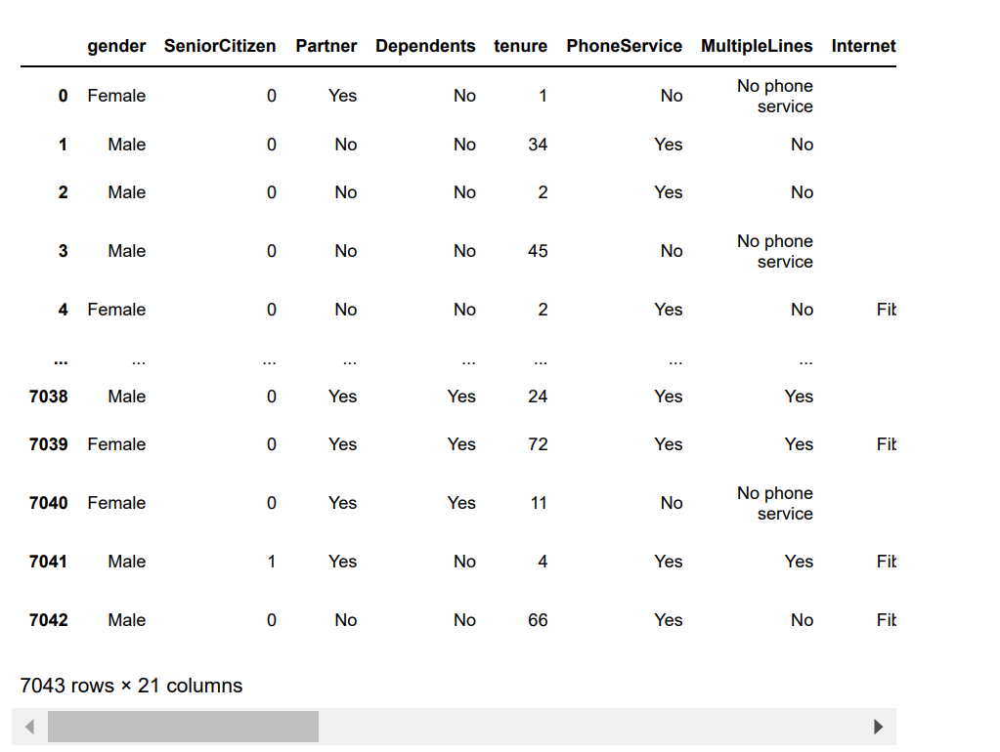 gender SeniorCitizen Partner Dependents tenure PhoneService MultipleLines Internet
0 Female 0 Yes No 1 No No phone service
1 Male 0 No No 34 Yes No
2 Male 0 No No 2 Yes No
3 Male 0 No No 45 No No phone service
4 Female 0 No No 2 Yes No Fib
... ... ... ... ... ... ... ...
7038 Male 0 Yes Yes 24 Yes Yes
7039 Female 0 Yes Yes 72 Yes Yes Fib
7040 Female 0 Yes Yes 11 No No phone service
7041 Male 1 Yes No 4 Yes Yes Fib
7042 Male 0 No No 66 Yes No Fib
7043 rows × 21 columns